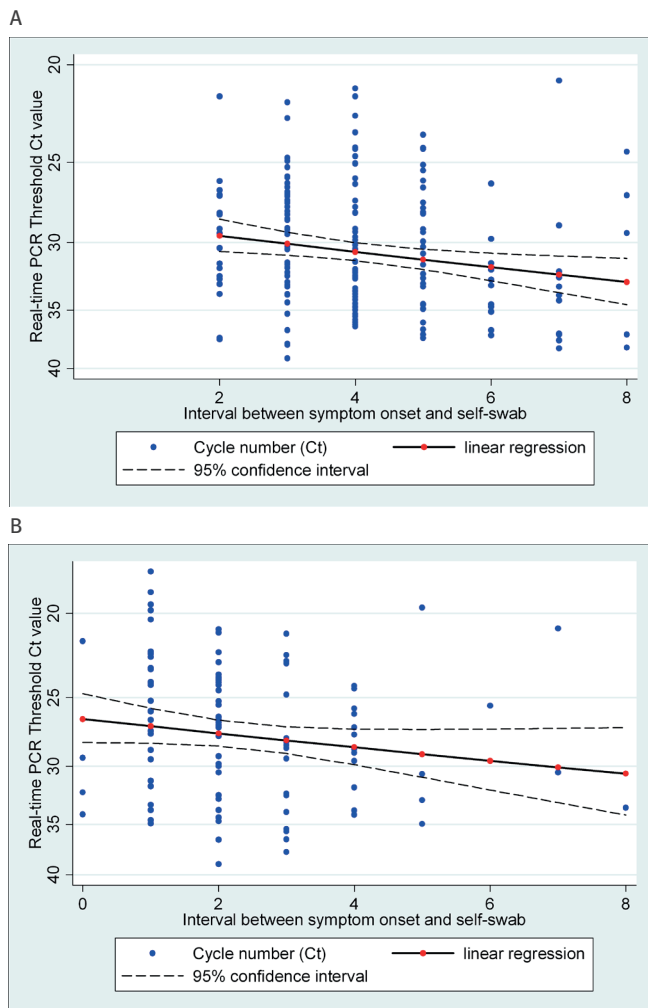 A
Real-time PCR Threshold Ct value
20
25
30
35
40
2
4
6
8
Interval between symptom onset and self-swab
Cycle number (Ct)
linear regression
95% confidence interval
B
Real-time PCR Threshold Ct value
20
25
30
35
40
0
2
4
6
8
Interval between symptom onset and self-swab
Cycle number (Ct)
linear regression
95% confidence interval